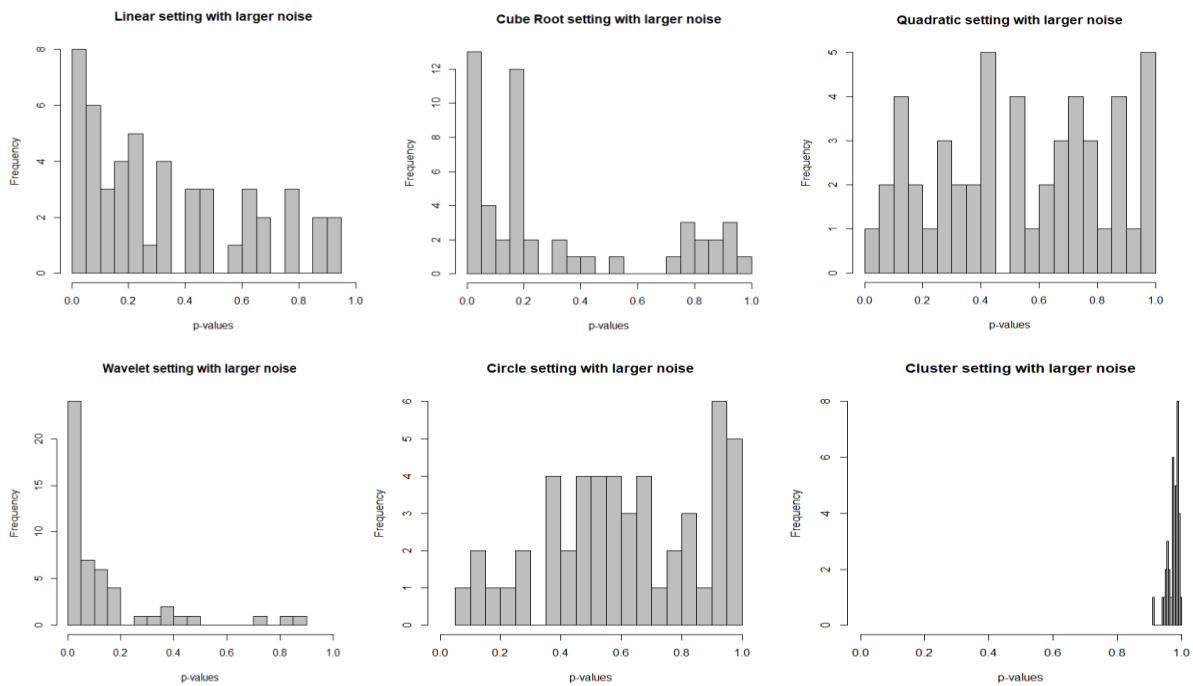 Linear setting with larger noise
Frequency
0
2
4
6
8
0.0 0.2 0.4 0.6 0.8 1.0
p-values
Cube Root setting with larger noise
Frequency
0
2
4
6
8
10
12
0.0 0.2 0.4 0.6 0.8 1.0
p-values
Quadratic setting with larger noise
Frequency
0
1
2
3
4
5
0.0 0.2 0.4 0.6 0.8 1.0
p-values
Wavelet setting with larger noise
Frequency
0
5
10
15
20
0.0 0.2 0.4 0.6 0.8 1.0
p-values
Circle setting with larger noise
Frequency
0
1
2
3
4
5
6
0.0 0.2 0.4 0.6 0.8 1.0
p-values
Cluster setting with larger noise
Frequency
0
2
4
6
8
0.0 0.2 0.4 0.6 0.8 1.0
p-values